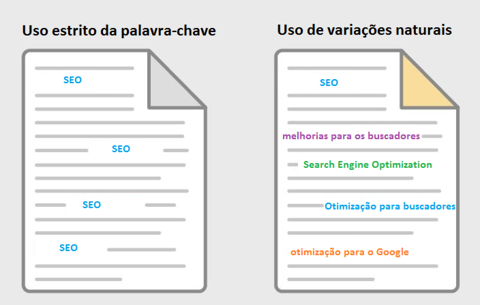 Uso estrito da palavra-chave
SEO
SEO
SEO
SEO
Uso de variações naturais
SEO
melhorias para os buscadores
Search Engine Optimization
Otimização para buscadores
otimização para o Google